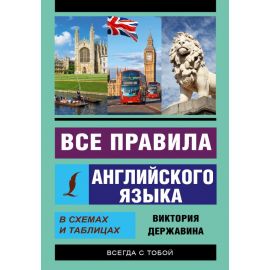 ВСЕ ПРАВИЛА
АНГЛИЙСКОГО
ЯЗЫКА
В СХЕМАХ
И ТАБЛИЦАХ
ВИКТОРИЯ
ДЕРЖАВИНА
ВСЕГДА С ТОБОЙ